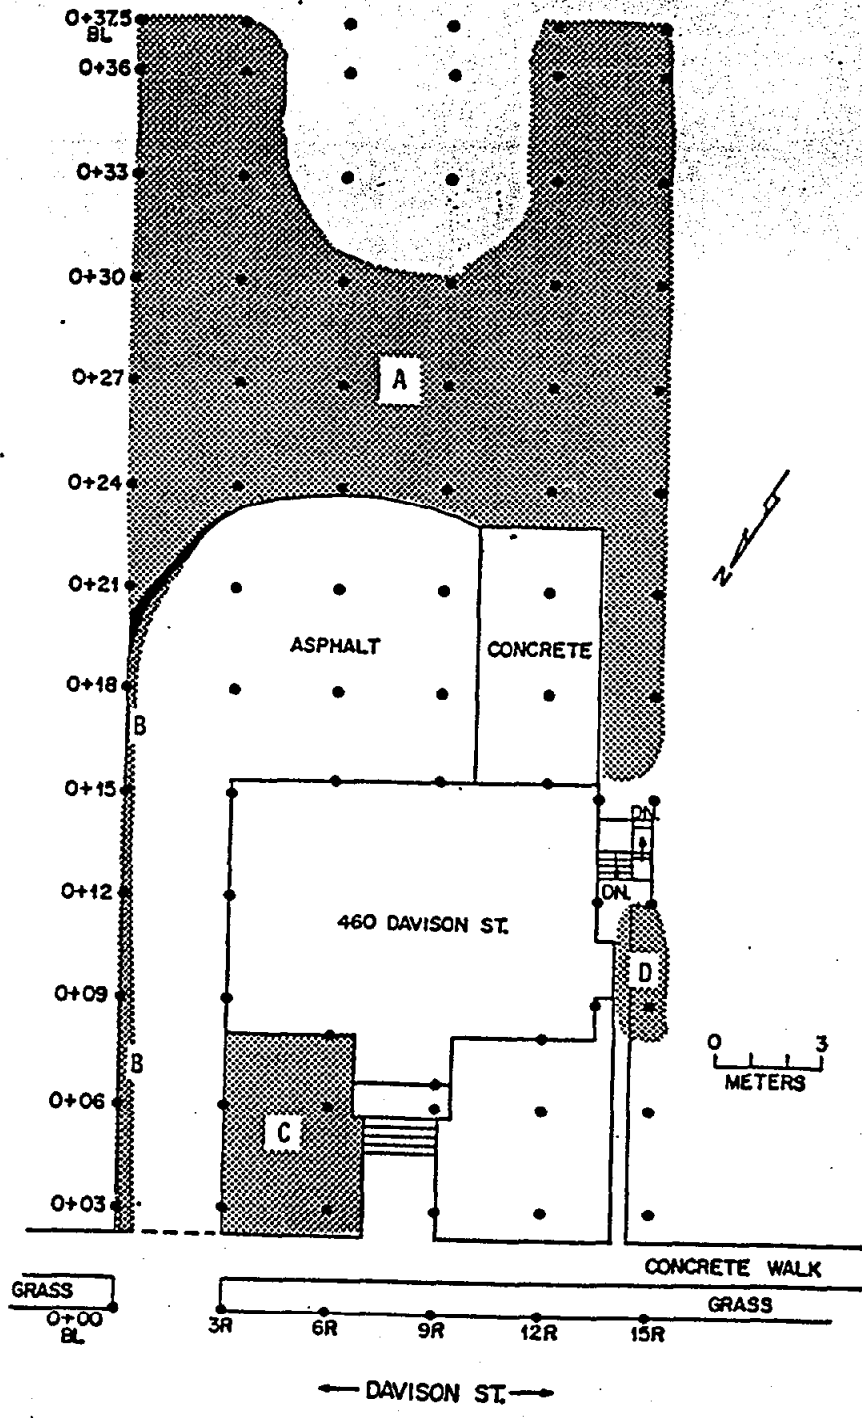 0+37.5
BL
0+36
0+33
0+30
0+27
A
0+24
N
0+21
ASPHALT
CONCRETE
0+18
B
0+15
DN.
0+12
DN.
460 DAVISON ST.
D
0+09
0 3
METERS
B
0+06
C
0+03
CONCRETE WALK
GRASS
GRASS
0+00
BL
3R 6R 9R 12R 15R
DAVISON ST.